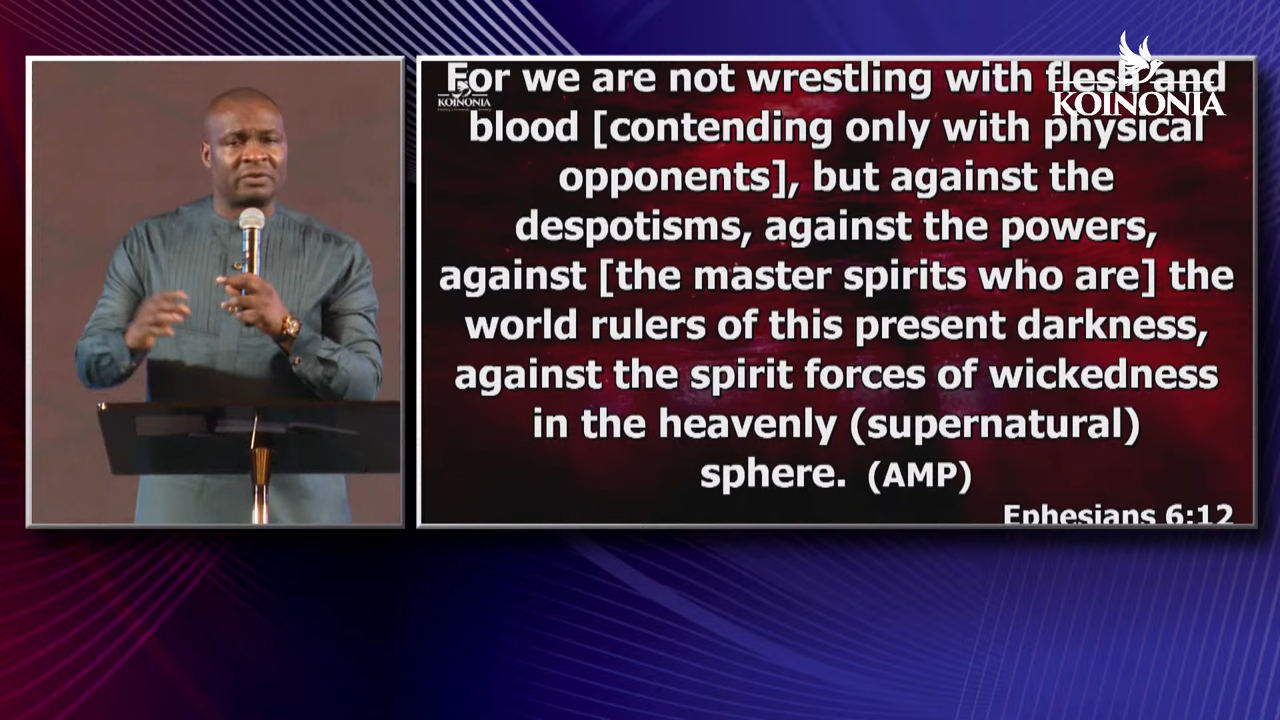 KOINONIA
For we are not wrestling with flesh and
KOINONIA
blood [contending only with physical
opponents], but against the
despotisms, against the powers,
against [the master spirits who are] the
world rulers of this present darkness,
against the spirit forces of wickedness
in the heavenly (supernatural)
sphere. (AMP)
Ephesians 6:12